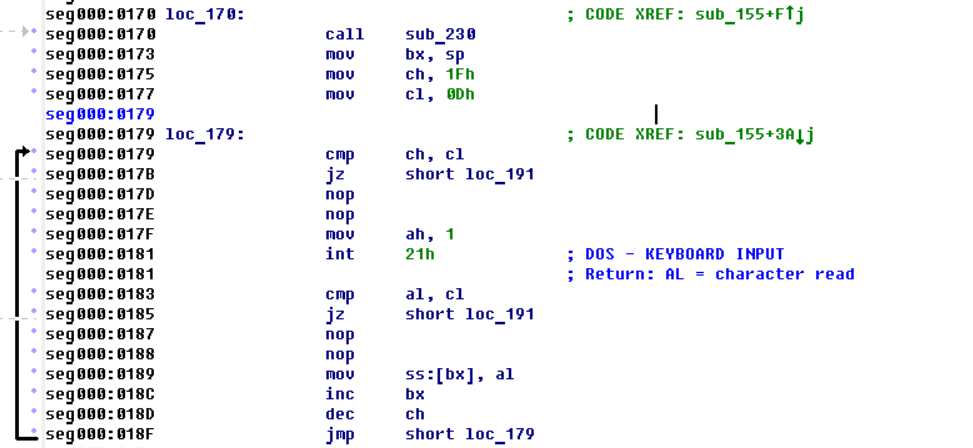 seg000:0170 loc_170: ; CODE XREF: sub_155+F↑j
seg000:0170 call sub_230
seg000:0173 mov bx, sp
seg000:0175 mov ch, 1Fh
seg000:0177 mov cl, 0Dh
seg000:0179
seg000:0179 loc_179: ; CODE XREF: sub_155+3A↓j
seg000:0179 cmp ch, cl
seg000:017B jz short loc_191
seg000:017D nop
seg000:017E nop
seg000:017F mov ah, 1
seg000:0181 int 21h ; DOS - KEYBOARD INPUT
seg000:0181 ; Return: AL = character read
seg000:0183 cmp al, cl
seg000:0185 jz short loc_191
seg000:0187 nop
seg000:0188 nop
seg000:0189 mov ss:[bx], al
seg000:018C inc bx
seg000:018D dec ch
seg000:018F jmp short loc_179